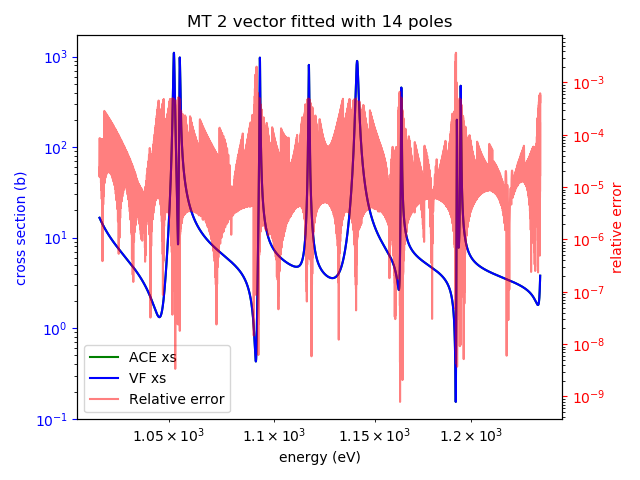 MT 2 vector fitted with 14 poles
10³
10²
10¹
10⁰
10⁻¹
cross section (b)
10⁻³
10⁻⁴
10⁻⁵
10⁻⁶
10⁻⁷
10⁻⁸
10⁻⁹
relative error
ACE xs
VF xs
Relative error
1.05 × 10³ 1.1 × 10³ 1.15 × 10³ 1.2 × 10³
energy (eV)